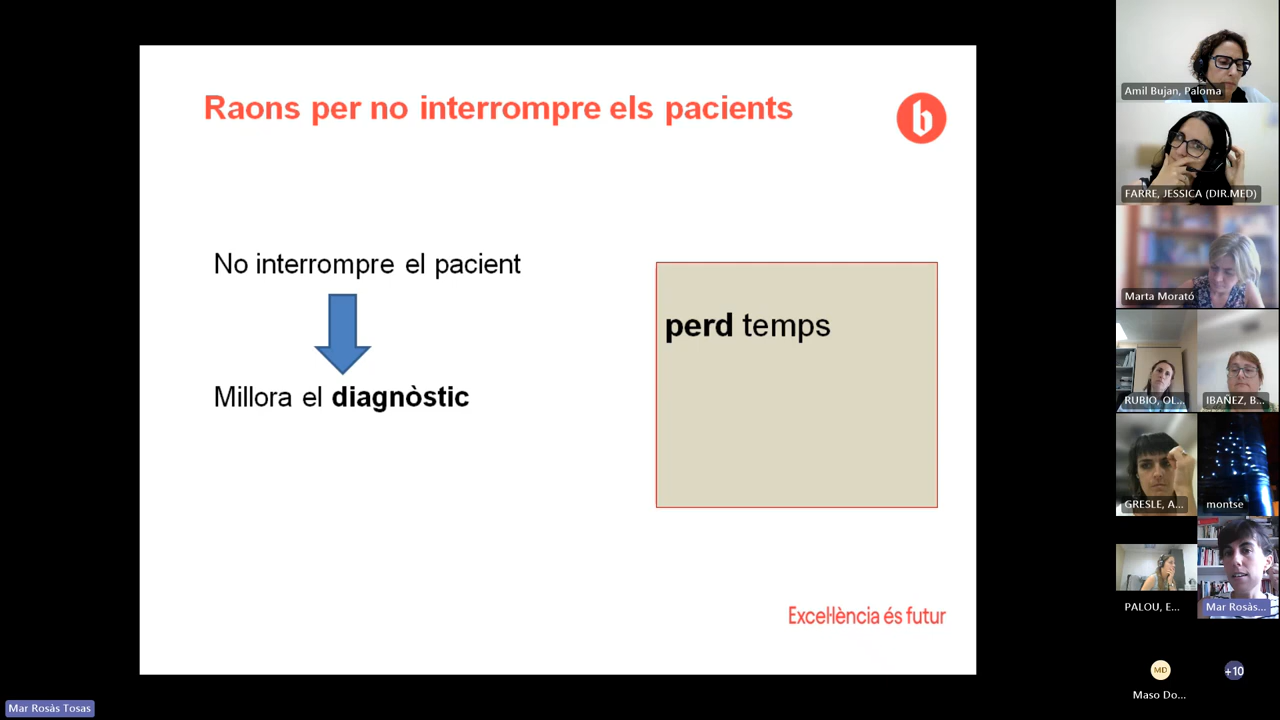 Raons per no interrompre els pacients
b
No interrompre el pacient
Millora el diagnòstic
perd temps
Excel·lència és futur
Amil Bujan, Paloma
FARRE, JESSICA (DIR.MED)
Marta Morató
RUBIO, OL...
IBAÑEZ, B...
GRESLE, A...
montse
PALOU, E...
Mar Rosàs...
MD
+10
Maso Do...
Mar Rosàs Tosas